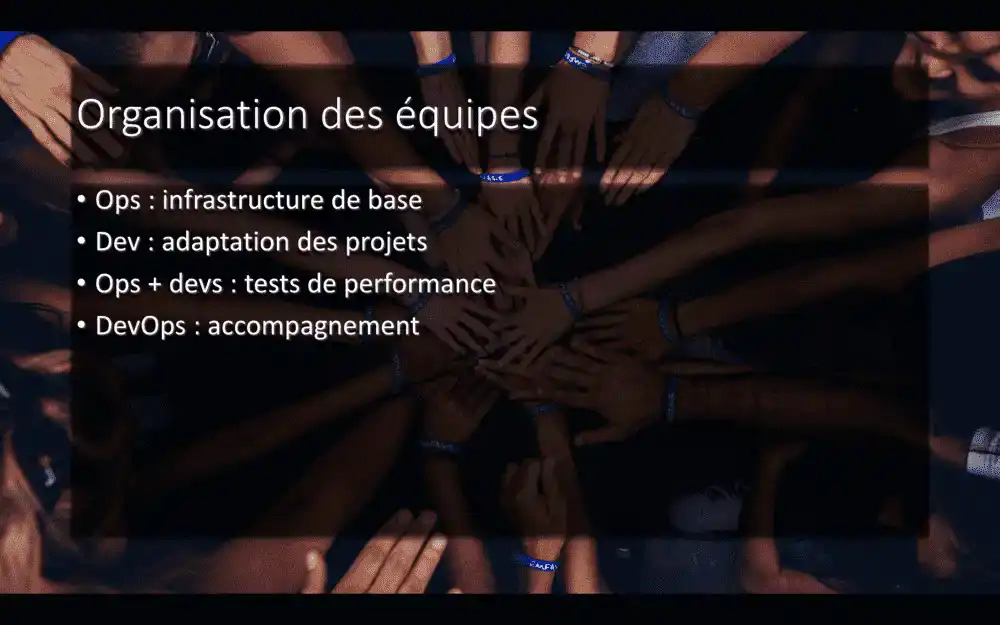 Organisation des équipes
• Ops : infrastructure de base
• Dev : adaptation des projets
• Ops + devs : tests de performance
• DevOps : accompagnement